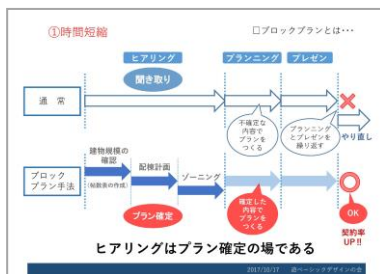 ①時間短縮
□ブロックプランとは・・・
ヒアリング
プランニング
プレゼン
聞き取り
通 常
不確定な
内容で
プランを
つくる
プランニング
とプレゼンを
繰り返す
やり直し
建物規模の
確認
配棟計画
ゾーニング
ブロック
プラン手法
プラン確定
確定した
内容で
プランを
つくる
OK
契約率
UP!!
ヒアリングはプラン確定の場である
2017/10/17